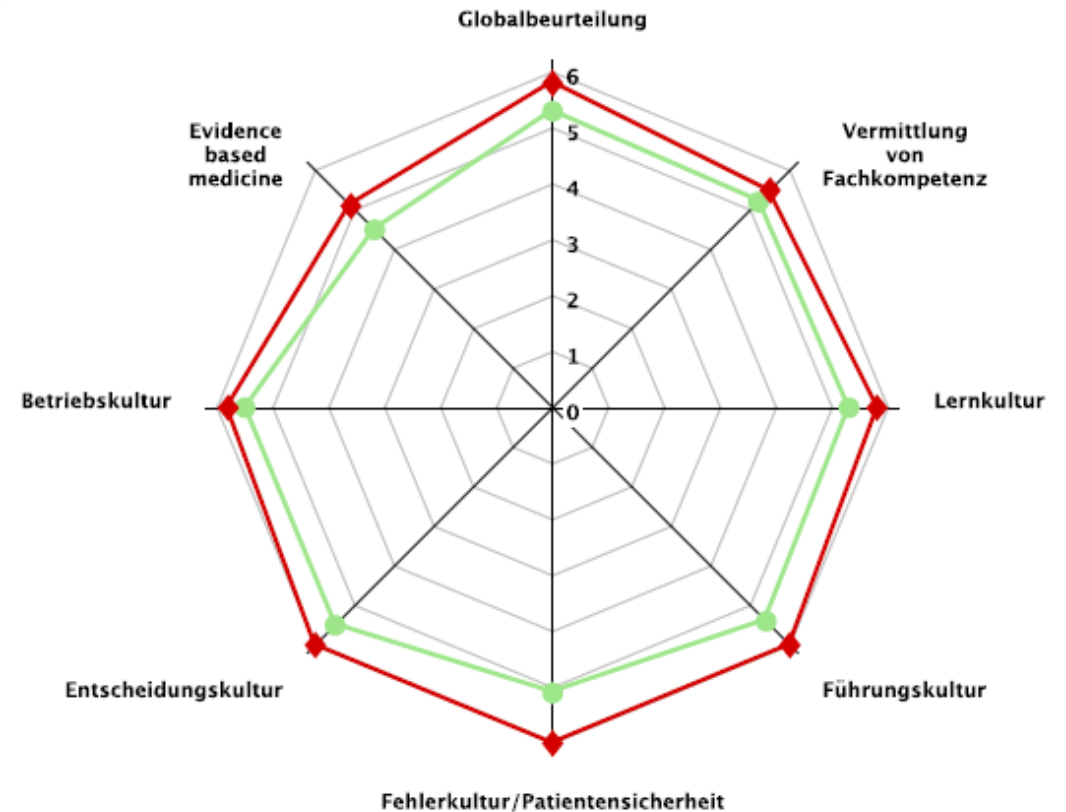 Globalbeurteilung
6
Evidence
based
medicine
Vermittlung
von
Fachkompetenz
5
4
3
2
1
Betriebskultur
0
Lernkultur
Entscheidungskultur
Führungskultur
Fehlerkultur/Patientensicherheit